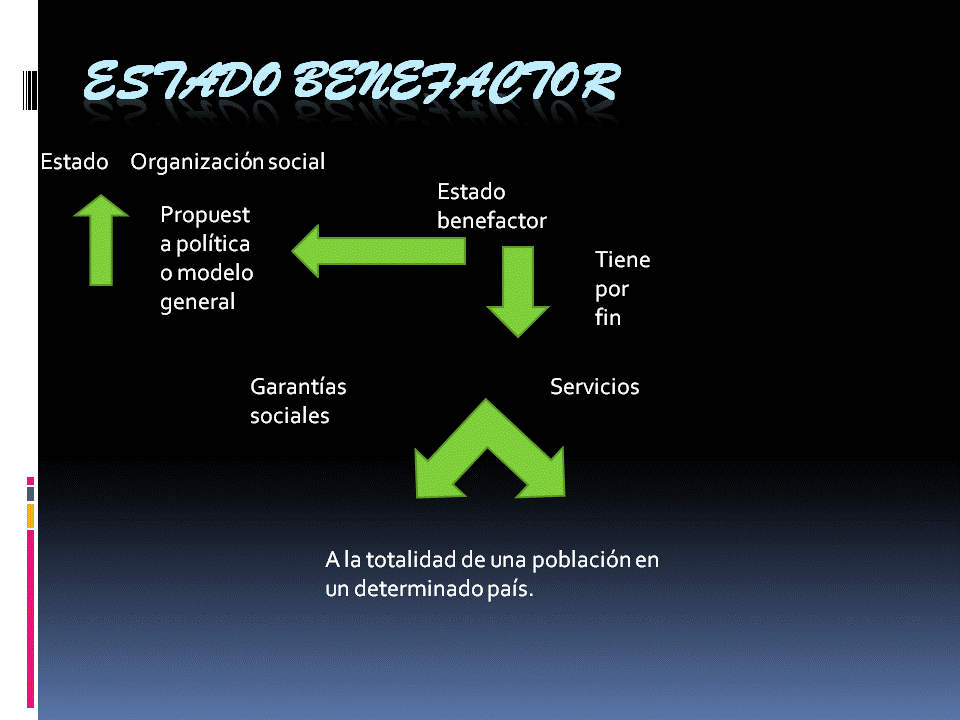 ESTADO BENEFACTOR
Estado Organización social
Estado
benefactor
Propuest
a política
o modelo
general
Tiene
por
fin
Garantías
sociales
Servicios
A la totalidad de una población en
un determinado país.